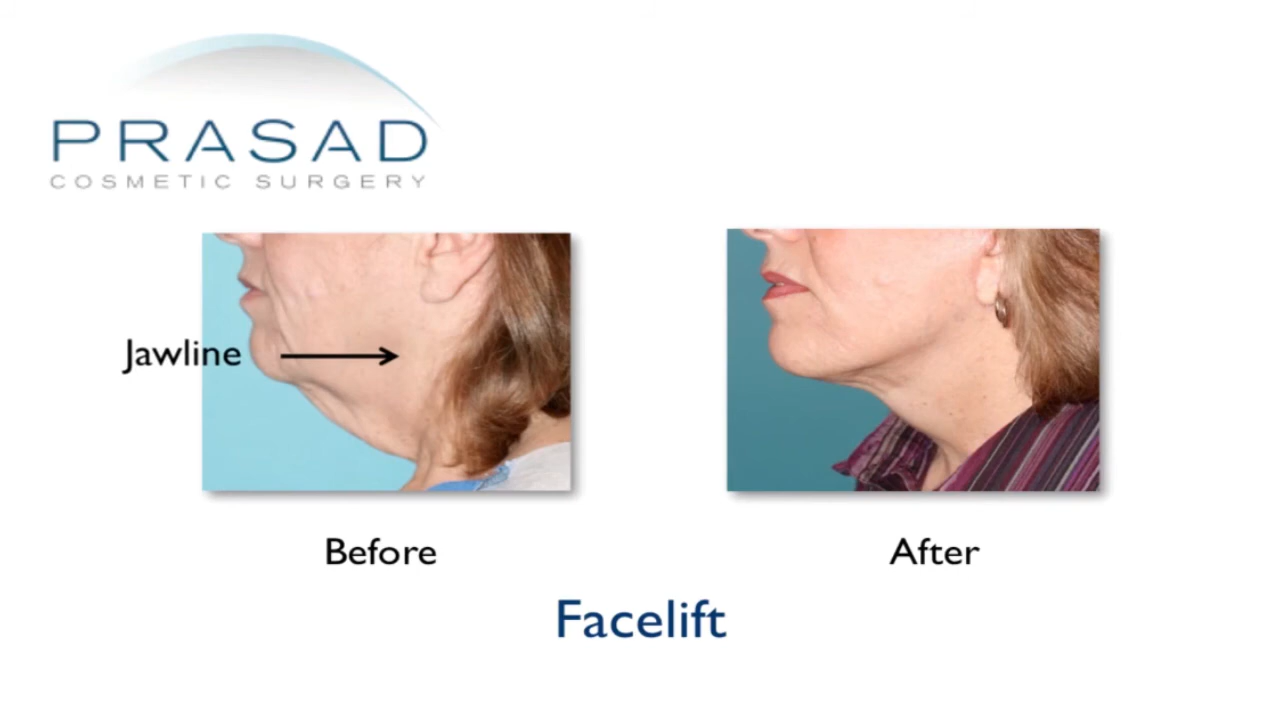 PRASAD
COSMETIC SURGERY
Jawline
Before
After
Facelift